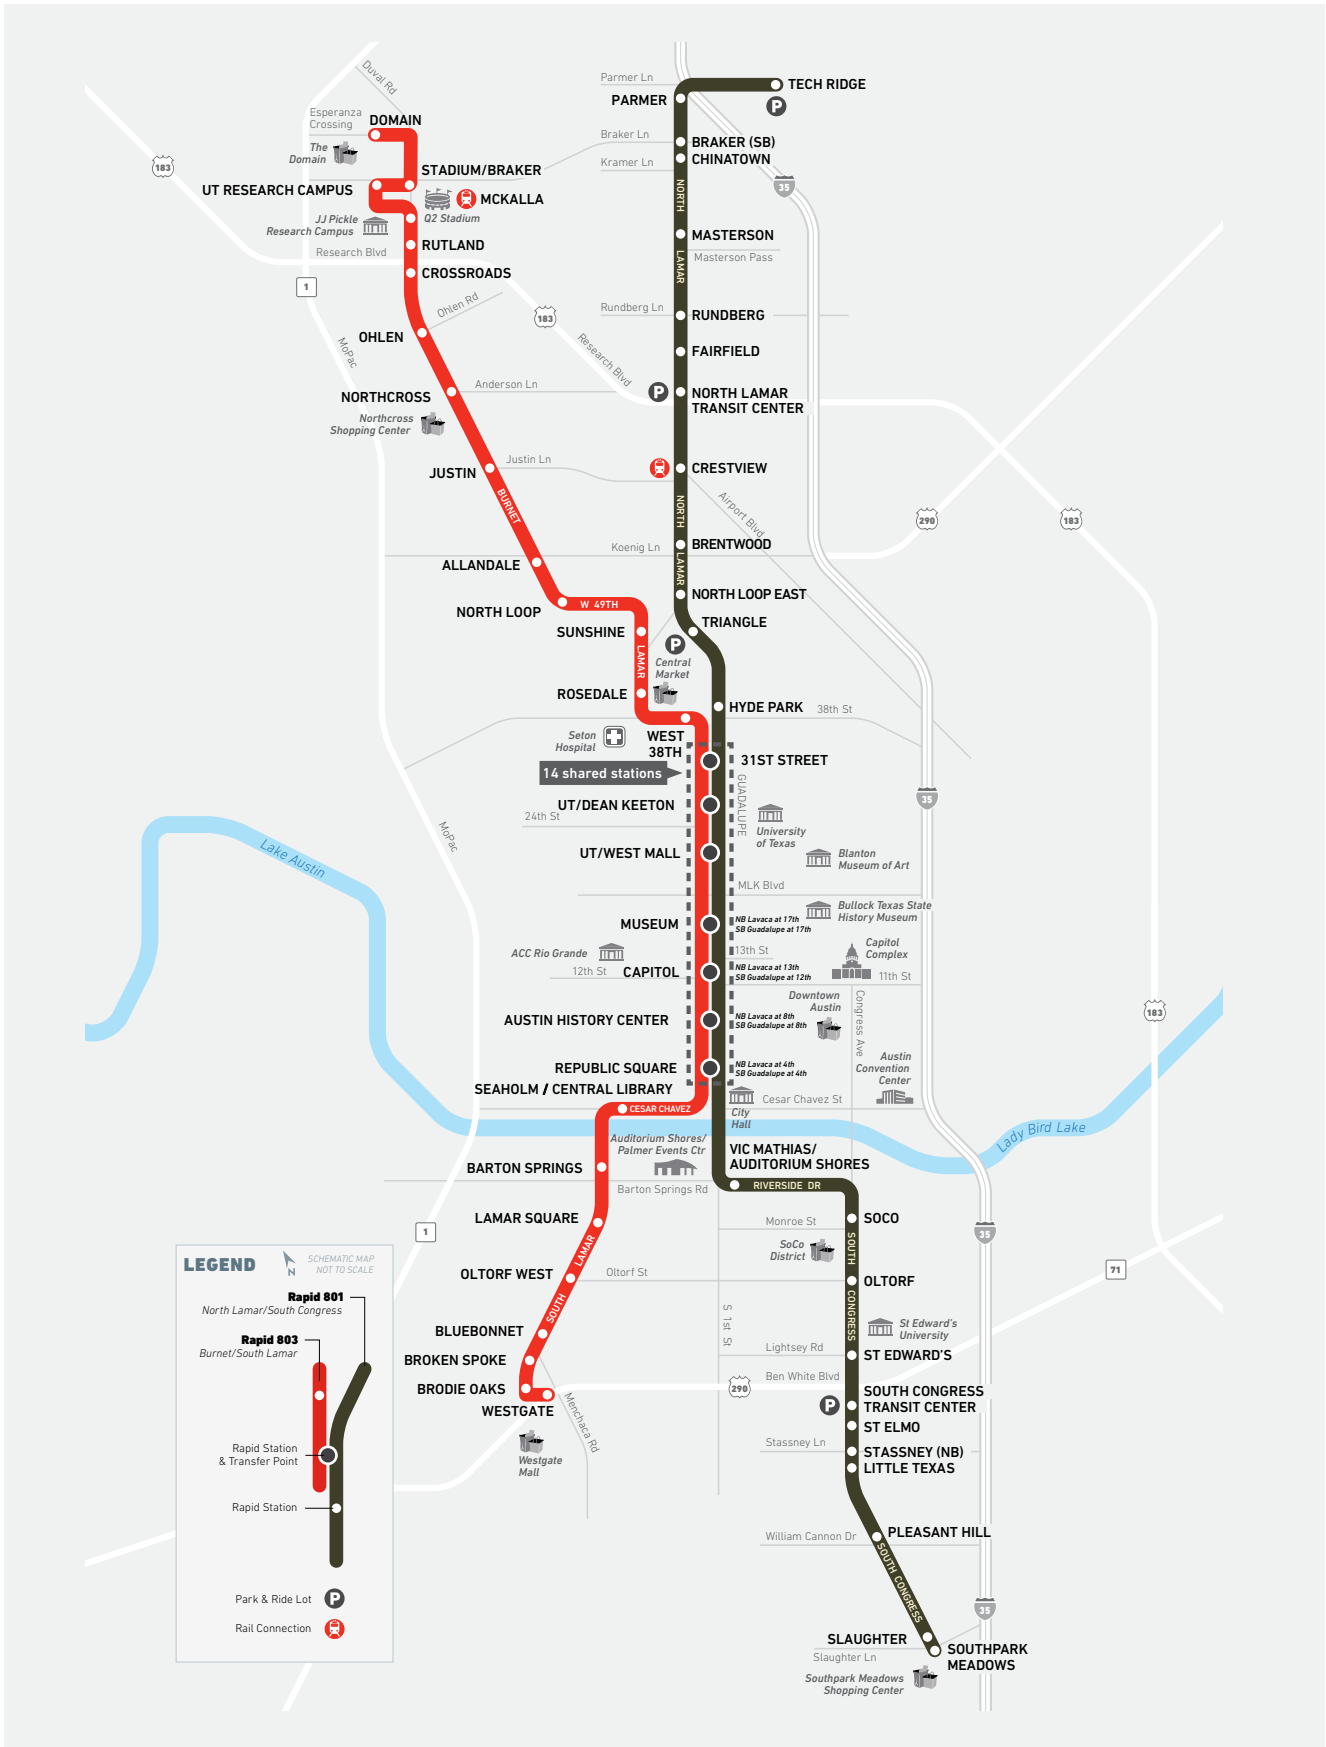 Duval Rd
Parmer Ln
TECH RIDGE
PARMER
P
Esperanza
Crossing
DOMAIN
Braker Ln
BRAKER (SB)
The
Domain
Kramer Ln
CHINATOWN
183
STADIUM/BRAKER
35
UT RESEARCH CAMPUS
MCKALLA
NORTH
JJ Pickle
Research Campus
Q2 Stadium
RUTLAND
MASTERSON
Research Blvd
LAMAR
Masterson Pass
CROSSROADS
1
Ohlen Rd
183
Rundberg Ln
RUNDBERG
OHLEN
MoPac
Research Blvd
FAIRFIELD
Anderson Ln
P
NORTH LAMAR
TRANSIT CENTER
NORTHCROSS
Northcross
Shopping Center
Justin Ln
JUSTIN
CRESTVIEW
BURNET
NORTH
Airport Blvd
290
183
Koenig Ln
BRENTWOOD
ALLANDALE
LAMAR
NORTH LOOP EAST
NORTH LOOP
W 49TH
TRIANGLE
SUNSHINE
P
LAMAR
Central
Market
ROSEDALE
HYDE PARK
38th St
Seton
Hospital
WEST
38TH
31ST STREET
14 shared stations
GUADALUPE
35
UT/DEAN KEETON
24th St
University
of Texas
MoPac
Lake Austin
UT/WEST MALL
Blanton
Museum of Art
MLK Blvd
Bullock Texas State
History Museum
MUSEUM
NB Lavaca at 17th
SB Guadalupe at 17th
ACC Rio Grande
13th St
Capitol
Complex
12th St
CAPITOL
NB Lavaca at 13th
SB Guadalupe at 12th
11th St
Downtown
Austin
Congress Ave
183
AUSTIN HISTORY CENTER
NB Lavaca at 8th
SB Guadalupe at 8th
Austin
Convention
Center
REPUBLIC SQUARE
NB Lavaca at 4th
SB Guadalupe at 4th
SEAHOLM / CENTRAL LIBRARY
CESAR CHAVEZ
Cesar Chavez St
City
Hall
Lady Bird Lake
Auditorium Shores/
Palmer Events Ctr
VIC MATHIAS/
AUDITORIUM SHORES
BARTON SPRINGS
Barton Springs Rd
RIVERSIDE DR
LAMAR SQUARE
Monroe St
SOCO
1
35
LAMAR
SoCo
District
SOUTH
71
OLTORF WEST
Oltorf St
OLTORF
SOUTH
S 1st St
CONGRESS
St Edward's
University
BLUEBONNET
Lightsey Rd
ST EDWARD'S
BROKEN SPOKE
Ben White Blvd
BRODIE OAKS
290
SOUTH CONGRESS
TRANSIT CENTER
P
WESTGATE
Menchaca Rd
ST ELMO
Westgate
Mall
Stassney Ln
STASSNEY (NB)
LITTLE TEXAS
William Cannon Dr
PLEASANT HILL
SOUTH CONGRESS
35
SLAUGHTER
Slaughter Ln
SOUTHPARK
MEADOWS
Southpark Meadows
Shopping Center
LEGEND
N
SCHEMATIC MAP
NOT TO SCALE
Rapid 801
North Lamar/South Congress
Rapid 803
Burnet/South Lamar
Rapid Station
& Transfer Point
Rapid Station
Park & Ride Lot
P
Rail Connection